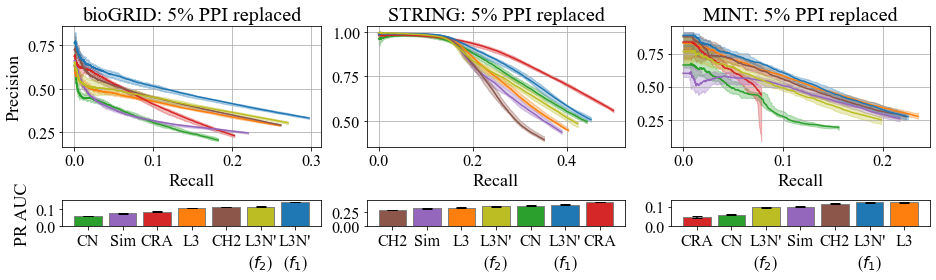 bioGRID: 5% PPI replaced
STRING: 5% PPI replaced
MINT: 5% PPI replaced
Precision
0.75
0.50
0.25
0.0 0.1 0.2 0.3
Recall
1.00
0.75
0.50
0.0 0.2 0.4
Recall
0.75
0.50
0.25
0.0 0.1 0.2
Recall
PR AUC
0.1
0.0
CN Sim CRA L3 CH2 L3N' L3N'
(f2) (f1)
0.25
0.00
CH2 Sim L3 L3N' CN L3N' CRA
(f2) (f1)
0.1
0.0
CRA CN L3N' Sim CH2 L3N' L3
(f2) (f1)